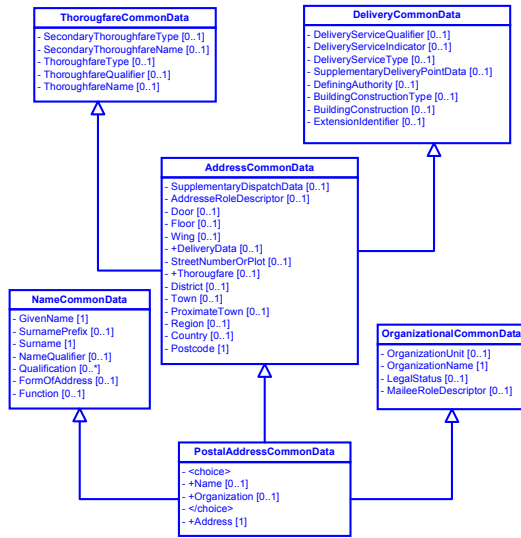 ThorougfareCommonData
- SecondaryThoroughfareType [0..1]
- SecondaryThoroughfareName [0..1]
- ThoroughfareType [0..1]
- ThoroughfareQualifier [0..1]
- ThoroughfareName [0..1]
DeliveryCommonData
- DeliveryServiceQualifier [0..1]
- DeliveryServiceIndicator [0..1]
- DeliveryServiceType [0..1]
- SupplementaryDeliveryPointData [0..1]
- DefiningAuthority [0..1]
- BuildingConstructionType [0..1]
- BuildingConstruction [0..1]
- ExtensionIdentifier [0..1]
AddressCommonData
- SupplementaryDispatchData [0..1]
- AddresseRoleDescriptor [0..1]
- Door [0..1]
- Floor [0..1]
- Wing [0..1]
- +DeliveryData [0..1]
- StreetNumberOrPlot [0..1]
- +Thorougfare [0..1]
- District [0..1]
- Town [0..1]
- ProximateTown [0..1]
- Region [0..1]
- Country [0..1]
- Postcode [1]
NameCommonData
- GivenName [1]
- SurnamePrefix [0..1]
- Surname [1]
- NameQualifier [0..1]
- Qualification [0..*]
- FormOfAddress [0..1]
- Function [0..1]
OrganizationalCommonData
- OrganizationUnit [0..1]
- OrganizationName [1]
- LegalStatus [0..1]
- MaileeRoleDescriptor [0..1]
PostalAddressCommonData
- <choice>
- +Name [0..1]
- +Organization [0..1]
- </choice>
- +Address [1]